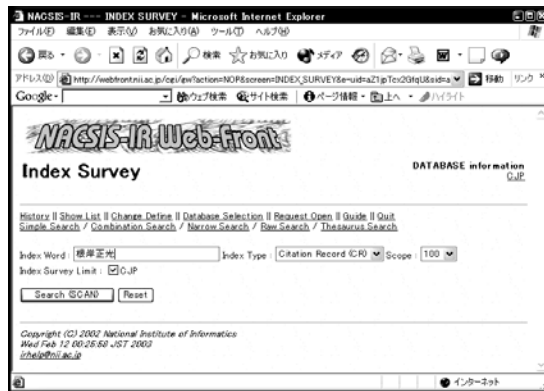 NACSIS-IR --- INDEX SURVEY - Microsoft Internet Explorer
ファイル(F) 編集(E) 表示(V) お気に入り(A) ツール(T) ヘルプ(H)
戻る 検索 お気に入り メディア
アドレス(D) http://webfront.nii.ac.jp/cgi/gw?action=NOP&screen=INDEX_SURVEY&e-uid= 移動 リンク
Google ウェブ検索 サイト検索 ページ情報 上へ ハイライト
NACSIS-IR Web-Front
Index Survey
DATABASE information
CJP
History || Show List || Change Define || Database Selection || Request Open || Guide || Quit
Simple Search / Combination Search / Narrow Search / Raw Search / Thesaurus Search
Index Word : 根岸正光 Index Type : Citation Record (CR) Scope : 100
Index Survey Limit : CJP
Search (SCAN) Reset
Copyright (C) 2002 National Institute of Informatics
Wed Feb 12 00:25:58 JST 2003
irhelp@nii.ac.jp
インターネット